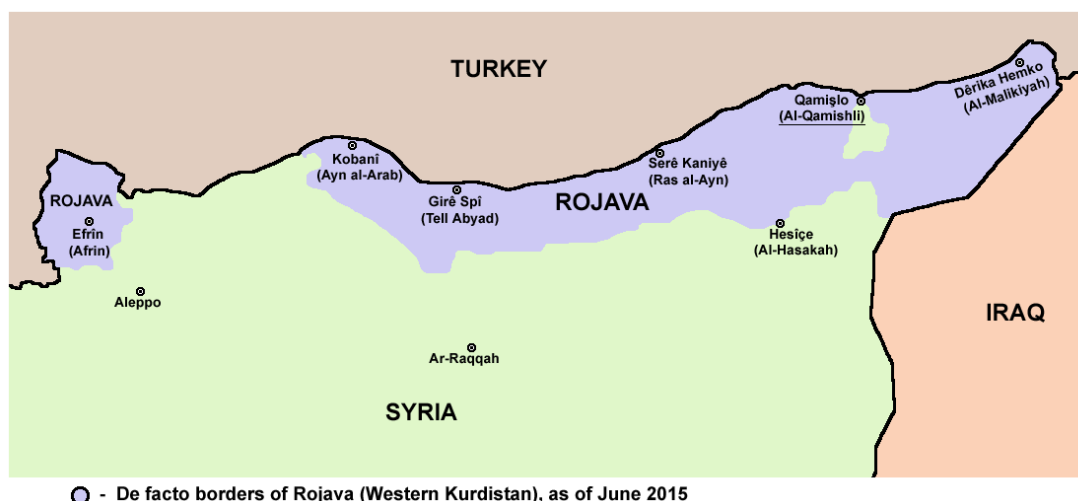 TURKEY
Dêrika Hemko
(Al-Malikiyah)
Qamişlo
(Al-Qamishli)
Kobanî
(Ayn al-Arab)
Serê Kaniyê
(Ras al-Ayn)
Girê Spî
(Tell Abyad)
ROJAVA
ROJAVA
Efrîn
(Afrin)
Hesîçe
(Al-Hasakah)
Aleppo
IRAQ
Ar-Raqqah
SYRIA
- De facto borders of Rojava (Western Kurdistan), as of June 2015